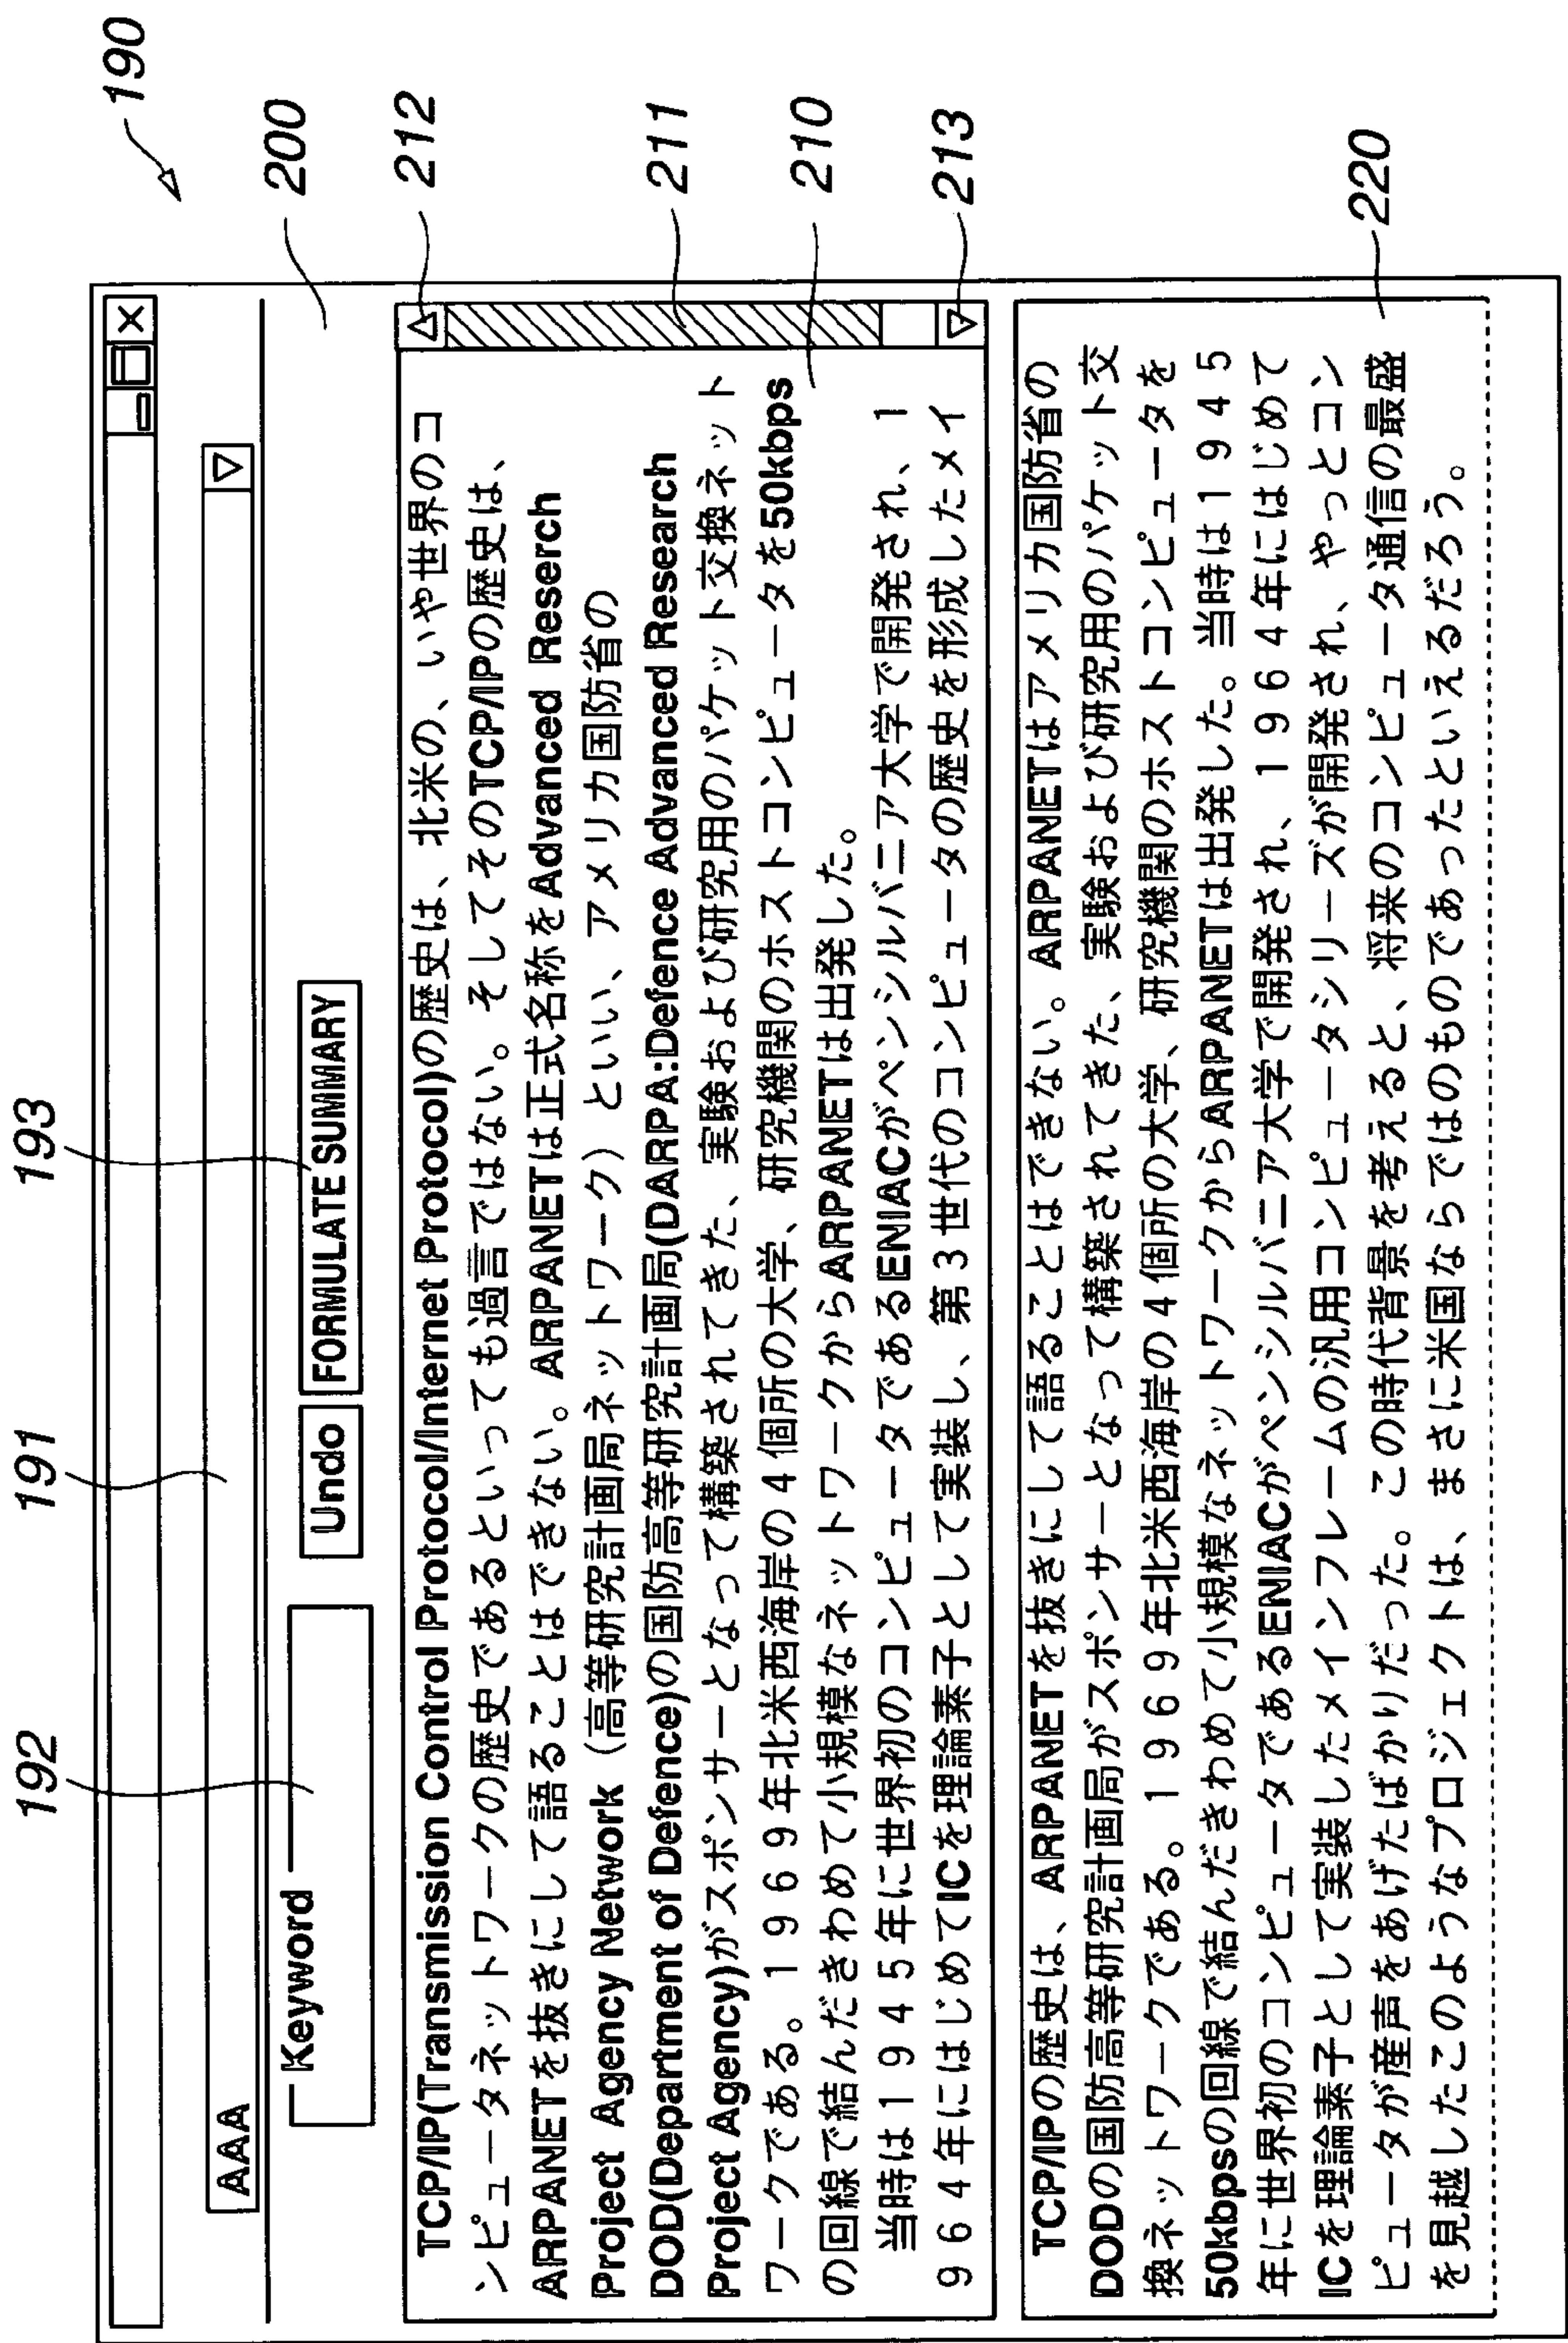 190
193
191
192
200
AAA
Keyword
Undo
FORMULATE SUMMARY
212
TCP/IP(Transmission Control Protocol/Internet Protocol)の歴史は、北米の、いや世界のコ
ンピュータネットワークの歴史であるといっても過言ではない。そしてそのTCP/IPの歴史は、
ARPANETを抜きにして語ることはできない。ARPANETは正式名称をAdvanced Reserch
Project Agency Network（高等研究計画局ネットワーク）といい、アメリカ国防省の
DOD(Department of Defence)の国防高等研究計画局(DARPA:Defence Advanced Research
Project Agency)がスポンサーとなって構築されてきた、実験および研究用のパケット交換ネット
ワークである。１９６９年北米西海岸の４個所の大学、研究機関のホストコンピュータを50kbps
の回線で結んだきわめて小規模なネットワークからARPANETは出発した。
当時は１９４５年に世界初のコンピュータであるENIACがペンシルバニア大学で開発され、１
９６４年にはじめてICを理論素子として実装し、第３世代のコンピュータの歴史を形成したメイ
211
210
213
TCP/IPの歴史は、ARPANETを抜きにして語ることはできない。ARPANETはアメリカ国防省の
DODの国防高等研究計画局がスポンサーとなって構築されてきた、実験および研究用のパケット交
換ネットワークである。１９６９年北米西海岸の４個所の大学、研究機関のホストコンピュータを
50kbpsの回線で結んだきわめて小規模なネットワークからARPANETは出発した。当時は１９４５
年に世界初のコンピュータであるENIACがペンシルバニア大学で開発され、１９６４年にはじめて
ICを理論素子として実装したメインフレームの汎用コンピュータシリーズが開発され、やっとコン
ピュータが産声をあげたばかりだった。この時代背景を考えると、将来のコンピュータ通信の最盛
を見越したこのようなプロジェクトは、まさに米国ならではのものであったといえるだろう。
220